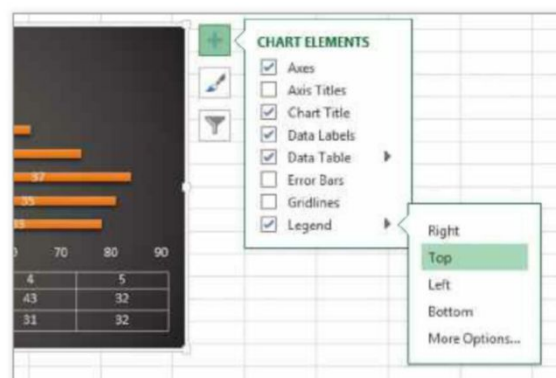 CHART ELEMENTS
Axes
Axis Titles
Chart Title
Data Labels
Data Table
Error Bars
Gridlines
Legend
Right
Top
Left
Bottom
More Options...
37
35
70 80 90
4 5
43 32
31 32